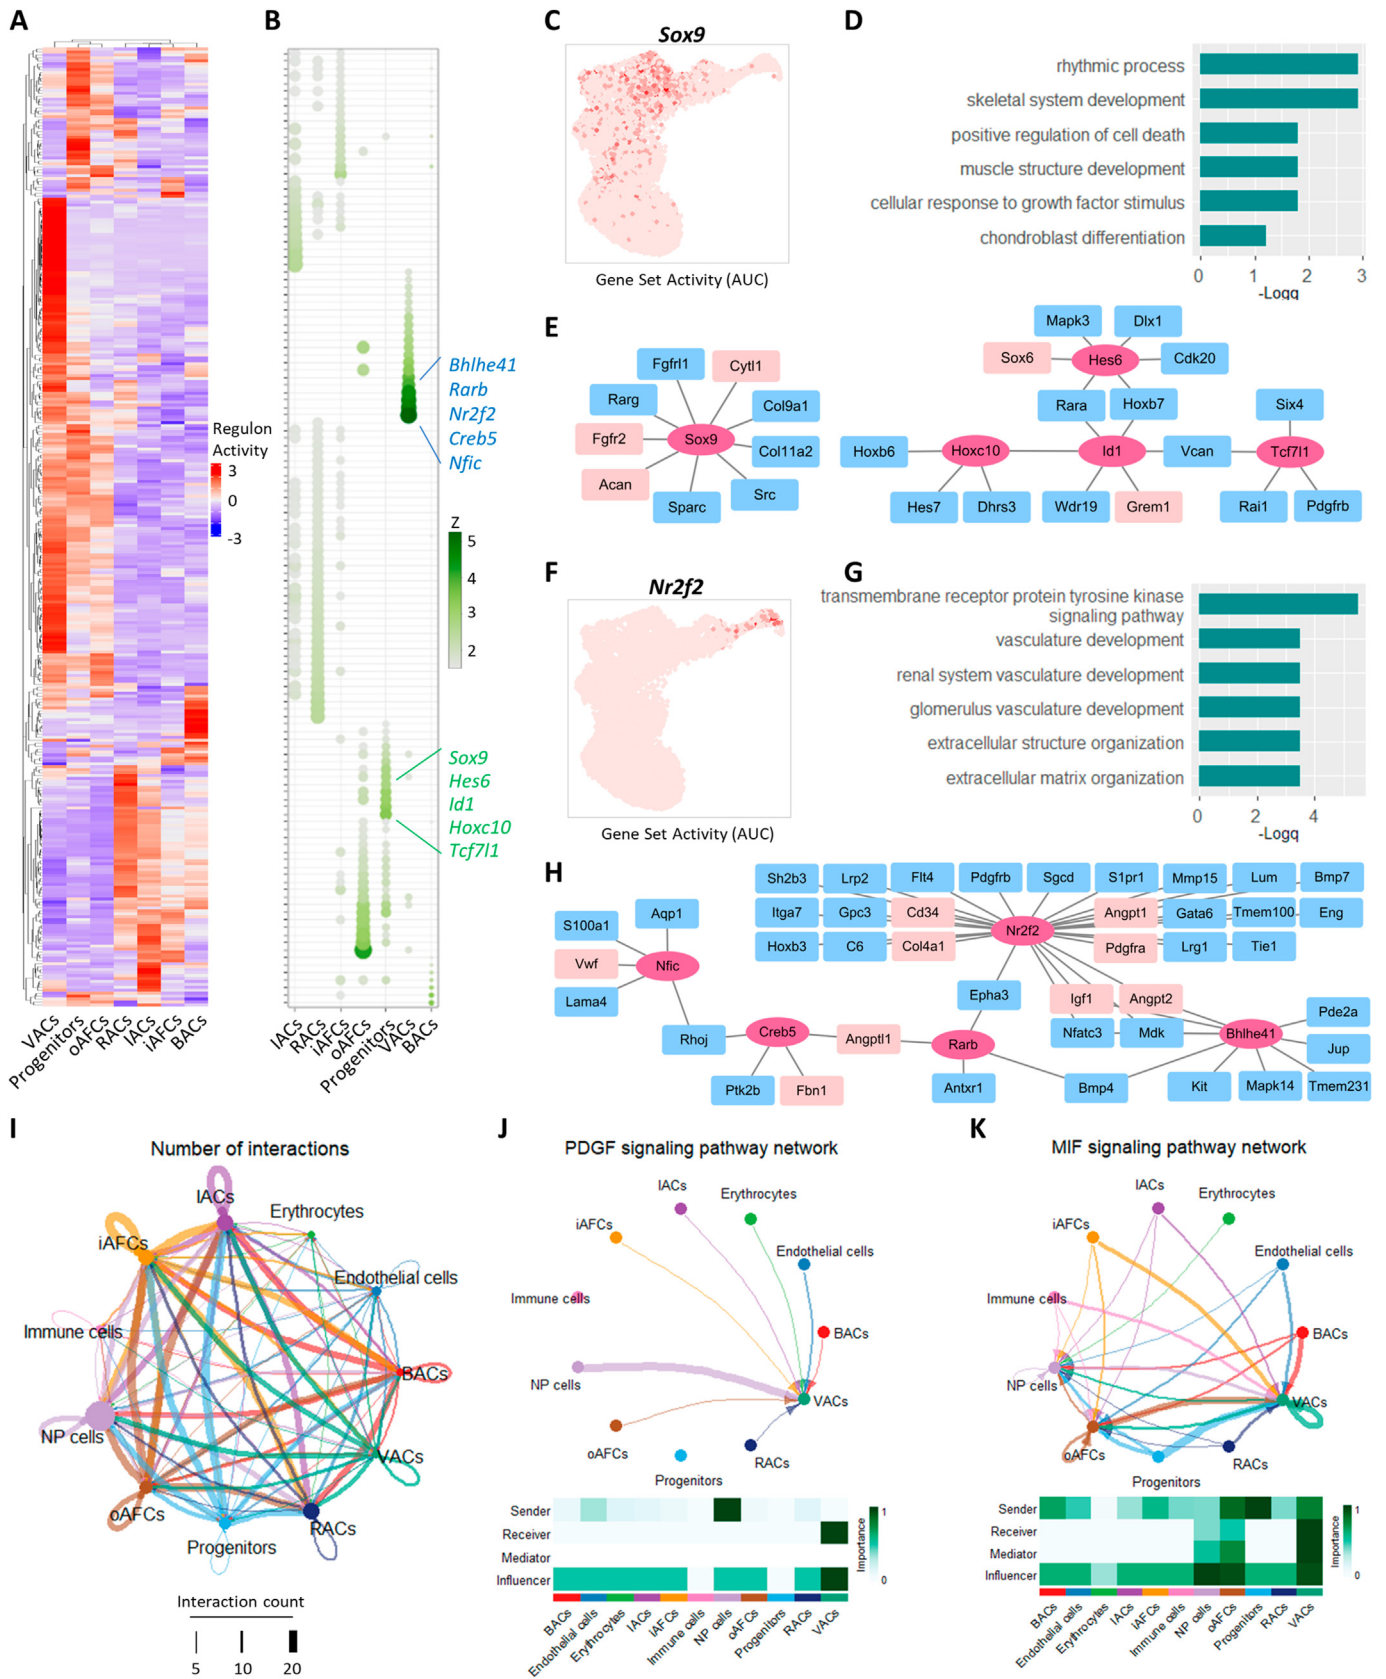 A
VACs
Progenitors
oAFCs
RACs
IACs
iAFCs
BACs
Regulon
Activity
3
0
-3
B
Bhlhe41
Rarb
Nr2f2
Creb5
Nfic
Z
5
4
3
2
Sox9
Hes6
Id1
Hoxc10
Tcf7l1
IACs
RACs
iAFCs
oAFCs
Progenitors
VACs
BACs
C
Sox9
Gene Set Activity (AUC)
D
rhythmic process
skeletal system development
positive regulation of cell death
muscle structure development
cellular response to growth factor stimulus
chondroblast differentiation
0 1 2 3
-Logq
E
Fgfrl1
Cytl1
Rarg
Col9a1
Fgfr2
Sox9
Col11a2
Acan
Src
Sparc
Mapk3
Dlx1
Sox6
Hes6
Cdk20
Rara
Hoxb7
Six4
Hoxb6
Hoxc10
Id1
Vcan
Tcf7l1
Hes7
Dhrs3
Wdr19
Grem1
Rai1
Pdgfrb
F
Nr2f2
Gene Set Activity (AUC)
G
transmembrane receptor protein tyrosine kinase
signaling pathway
vasculature development
renal system vasculature development
glomerulus vasculature development
extracellular structure organization
extracellular matrix organization
0 2 4
-Logq
H
Sh2b3 Lrp2 Flt4 Pdgfrb Sgcd S1pr1 Mmp15 Lum Bmp7
Itga7 Gpc3 Cd34 Angpt1 Gata6 Tmem100 Eng
Nr2f2
Hoxb3 C6 Col4a1 Pdgfra Lrg1 Tie1
S100a1
Aqp1
Vwf
Nfic
Lama4
Epha3
Igf1
Angpt2
Rhoj
Creb5
Angptl1
Rarb
Nfatc3
Mdk
Bhlhe41
Pde2a
Jup
Ptk2b
Fbn1
Antxr1
Bmp4
Kit
Mapk14
Tmem231
I
Number of interactions
IACs
Erythrocytes
iAFCs
Endothelial cells
Immune cells
BACs
NP cells
VACs
oAFCs
RACs
Progenitors
Interaction count
5 10 20
J
PDGF signaling pathway network
IACs
Erythrocytes
iAFCs
Endothelial cells
Immune cells
BACs
NP cells
VACs
oAFCs
RACs
Progenitors
Sender
Receiver
Mediator
Influencer
Importance
1
0
BACs
Endothelial cells
Erythrocytes
IACs
iAFCs
Immune cells
NP cells
oAFCs
Progenitors
RACs
VACs
K
MIF signaling pathway network
IACs
Erythrocytes
iAFCs
Endothelial cells
Immune cells
BACs
NP cells
VACs
oAFCs
RACs
Progenitors
Sender
Receiver
Mediator
Influencer
Importance
1
0
BACs
Endothelial cells
Erythrocytes
IACs
iAFCs
Immune cells
NP cells
oAFCs
Progenitors
RACs
VACs